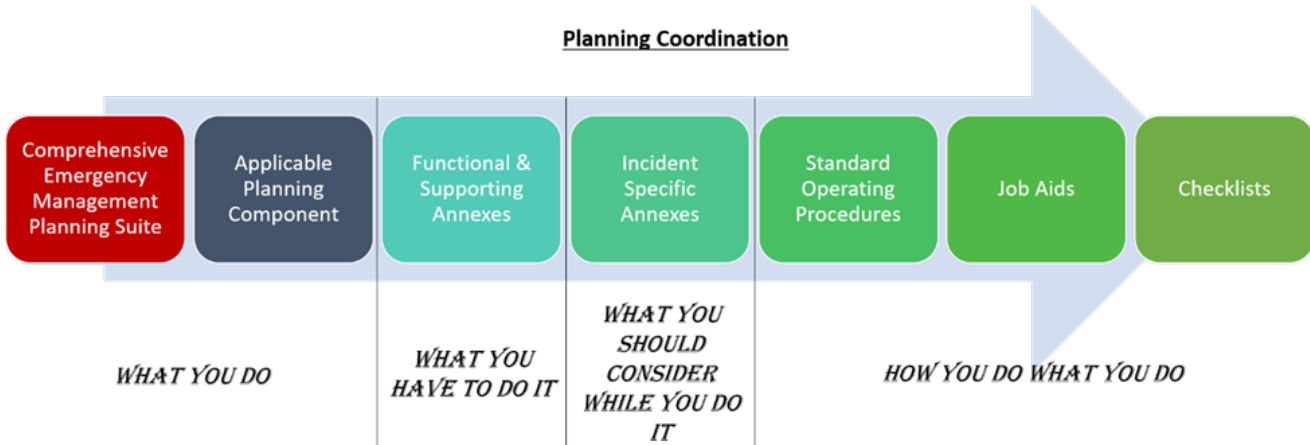 Planning Coordination
Comprehensive
Emergency
Management
Planning Suite
Applicable
Planning
Component
Functional &
Supporting
Annexes
Incident
Specific
Annexes
Standard
Operating
Procedures
Job Aids
Checklists
WHAT YOU DO
WHAT YOU
HAVE TO DO IT
WHAT YOU
SHOULD
CONSIDER
WHILE YOU DO
IT
HOW YOU DO WHAT YOU DO